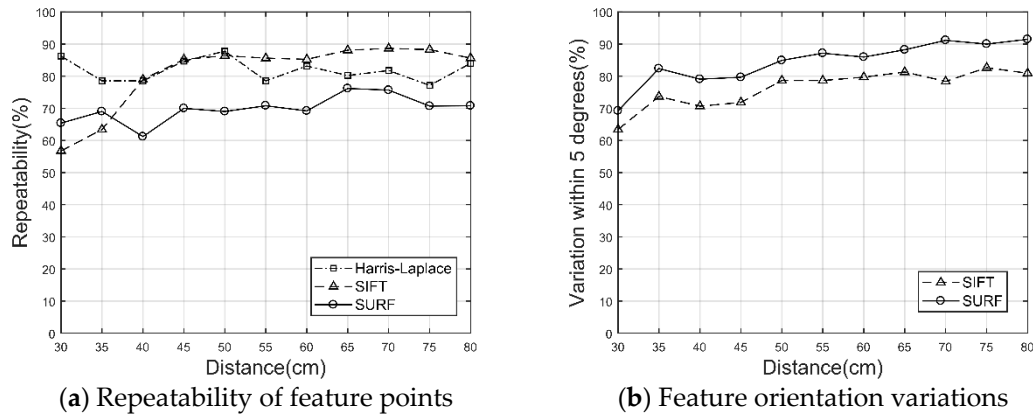 100
90
80
70
60
50
40
30
20
10
0
Repeatability(%)
Harris-Laplace
SIFT
SURF
30 35 40 45 50 55 60 65 70 75 80
Distance(cm)
(a) Repeatability of feature points
100
90
80
70
60
50
40
30
20
10
0
Variation within 5 degrees(%)
SIFT
SURF
30 35 40 45 50 55 60 65 70 75 80
Distance(cm)
(b) Feature orientation variations